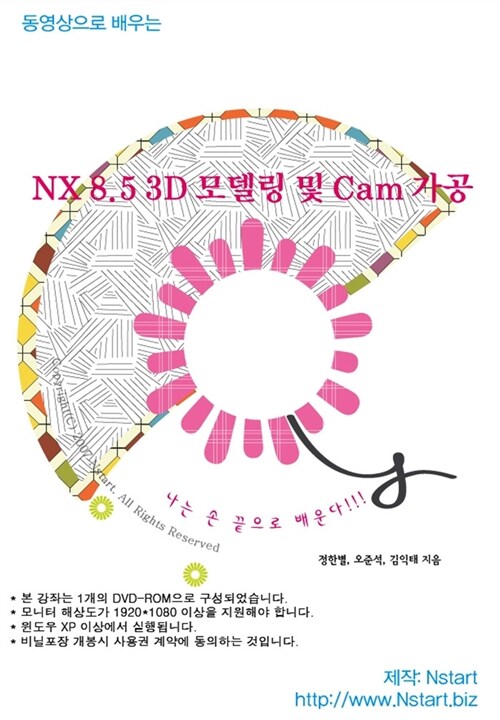 동영상으로 배우는
NX 8.5 3D 모델링 및 Cam 가공
Copyright(C) 2007 Nstart. All Rights Reserved
나는 손 끝으로 배운다!!!
정한별, 오준석, 김익태 지음
* 본 강좌는 1개의 DVD-ROM으로 구성되었습니다.
* 모니터 해상도가 1920*1080 이상을 지원해야 합니다.
* 윈도우 XP 이상에서 실행됩니다.
* 비닐포장 개봉시 사용권 계약에 동의하는 것입니다.
제작: Nstart
http://www.Nstart.biz